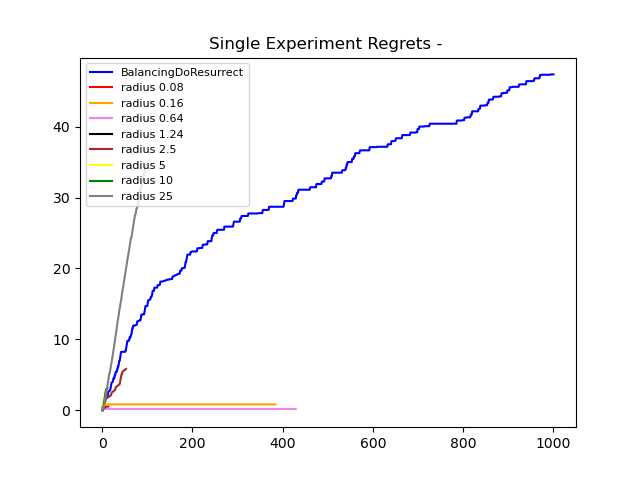 Single Experiment Regrets -
BalancingDoResurrect
radius 0.08
radius 0.16
radius 0.64
radius 1.24
radius 2.5
radius 5
radius 10
radius 25
40
30
20
10
0
0 200 400 600 800 1000